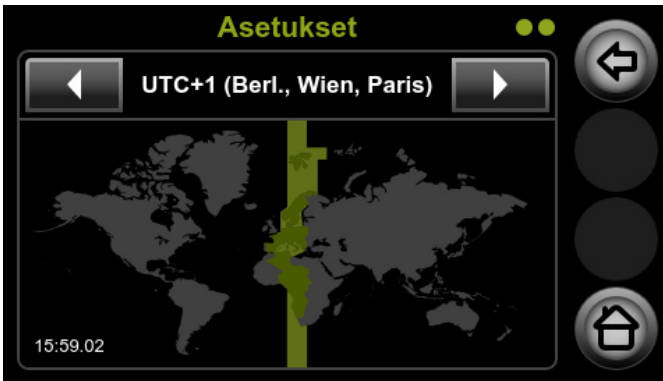 Asetukset
UTC+1 (Berl., Wien, Paris)
15:59.02